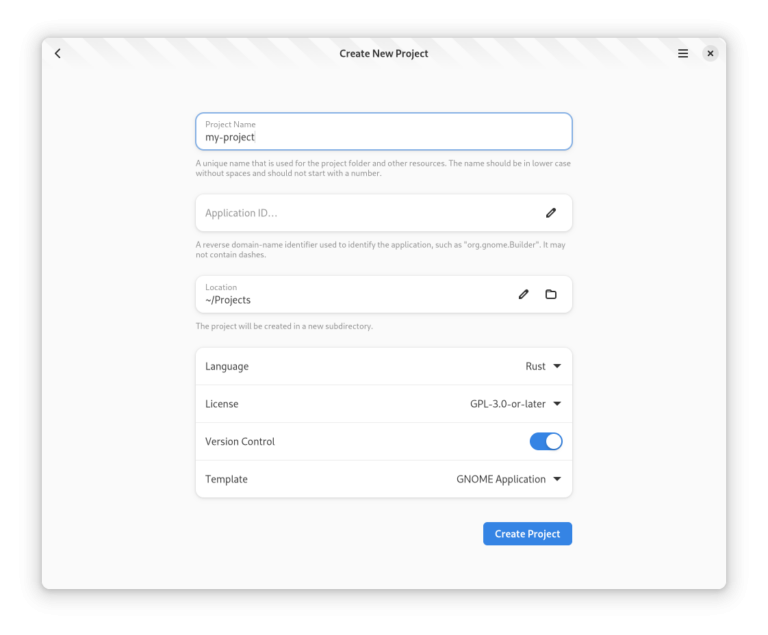 Create New Project
Project Name
my-project
A unique name that is used for the project folder and other resources. The name should be in lower case
without spaces and should not start with a number.
Application ID...
A reverse domain-name identifier used to identify the application, such as "org.gnome.Builder". It may
not contain dashes.
Location
~/Projects
The project will be created in a new subdirectory.
Language Rust
License GPL-3.0-or-later
Version Control
Template GNOME Application
Create Project